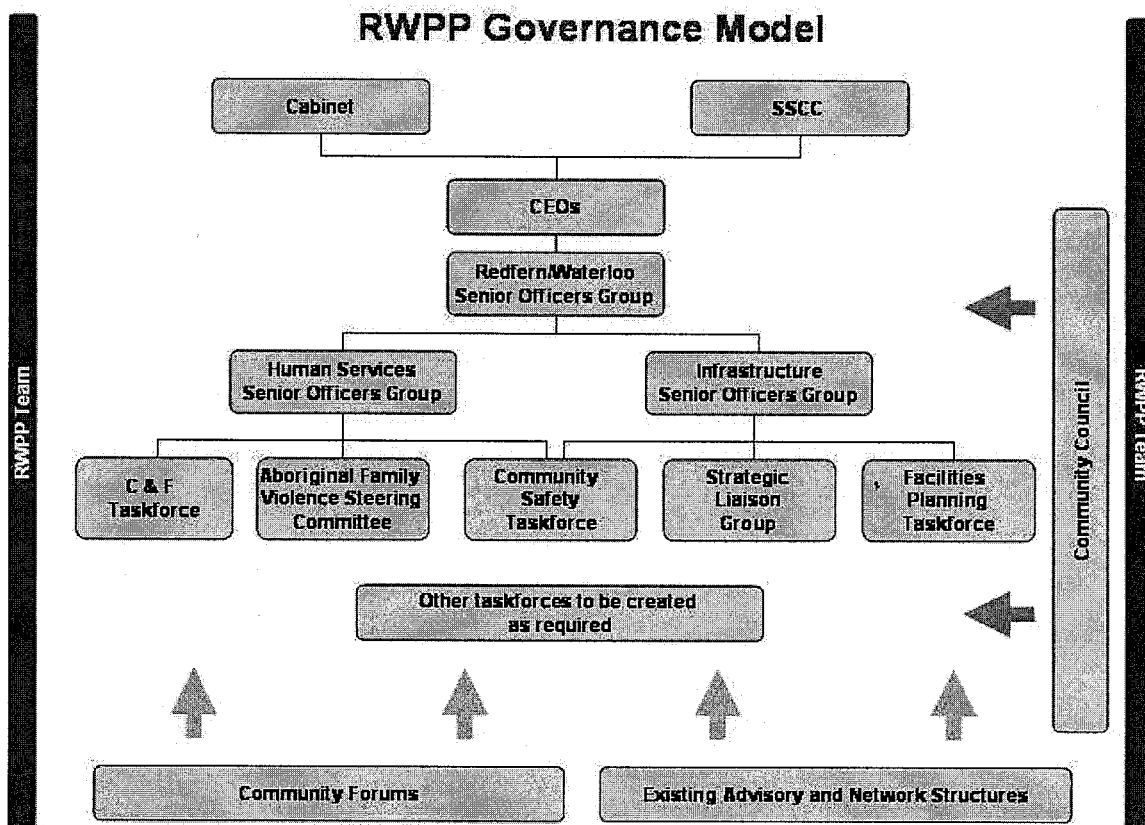 RWPP Governance Model
Cabinet
SSCC
CEOs
Redfern/Waterloo
Senior Officers Group
Human Services
Senior Officers Group
Infrastructure
Senior Officers Group
C & F
Taskforce
Aboriginal Family
Violence Steering
Committee
Community
Safety
Taskforce
Strategic
Liaison
Group
Facilities
Planning
Taskforce
Other taskforces to be created
as required
Community Forums
Existing Advisory and Network Structures
RWPP Team
Community Council
RWPP Team